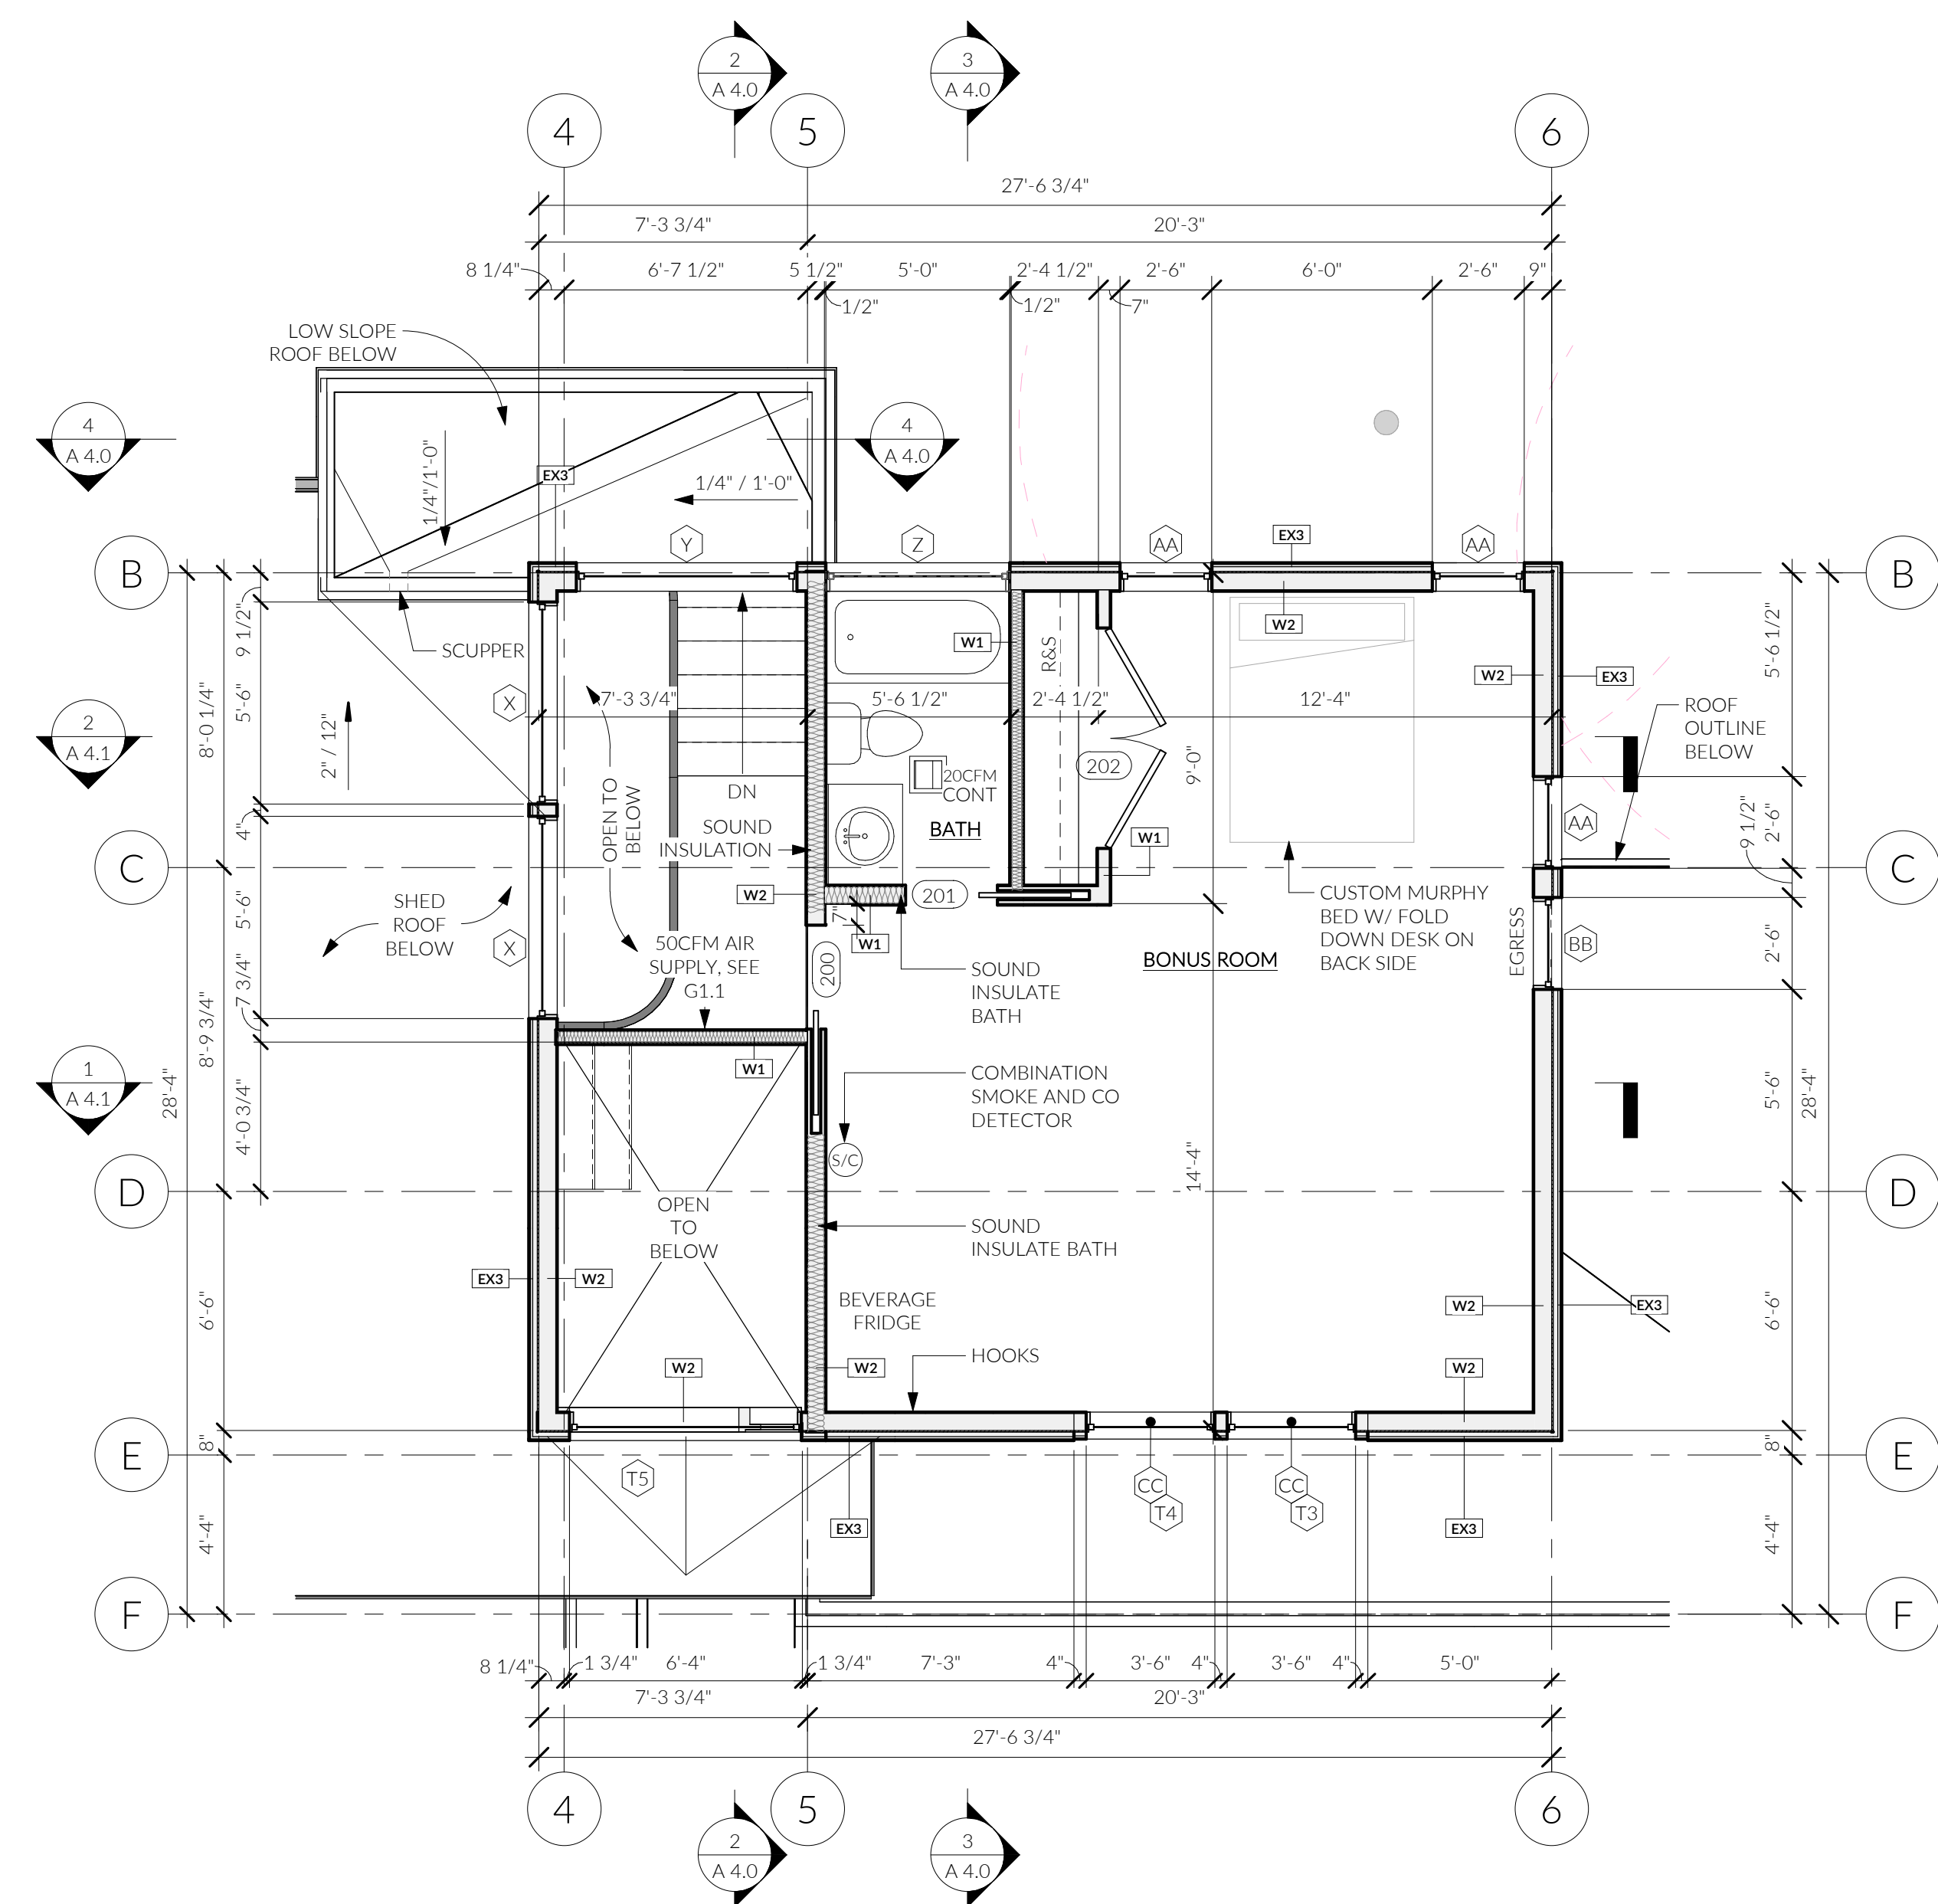 2
A 4.0
3
A 4.0
4
5
6
27'-6 3/4"
7'-3 3/4"
20'-3"
8 1/4"
6'-7 1/2"
5 1/2"
5'-0"
2'-4 1/2"
2'-6"
6'-0"
2'-6"
9"
1/2"
1/2"
7"
LOW SLOPE
ROOF BELOW
4
A 4.0
4
A 4.0
1/4"/1'-0"
EX3
1/4" / 1'-0"
Y
Z
AA
EX3
AA
B
B
9 1/2"
SCUPPER
W1
R&S
W2
5'-6 1/2"
W2
EX3
5'-6"
8'-0 1/4"
X
7'-3 3/4"
5'-6 1/2"
2'-4 1/2"
12'-4"
ROOF
OUTLINE
BELOW
2
A 4.1
2" / 12"
OPEN TO
BELOW
DN
20CFM
CONT
202
9'-0"
4"
SOUND
INSULATION
BATH
W1
AA
9 1/2"
2'-6"
C
C
SHED
ROOF
BELOW
5'-6"
X
W2
201
7"
W1
CUSTOM MURPHY
BED W/ FOLD
DOWN DESK ON
BACK SIDE
EGRESS
BB
2'-6"
50CFM AIR
SUPPLY, SEE
G1.1
200
BONUS ROOM
SOUND
INSULATE
BATH
7 3/4"
8'-9 3/4"
28'-4"
1
A 4.1
W1
COMBINATION
SMOKE AND CO
DETECTOR
5'-6"
28'-4"
4'-0 3/4"
S/C
14'-4"
D
D
OPEN
TO
BELOW
SOUND
INSULATE BATH
EX3
W2
BEVERAGE
FRIDGE
W2
EX3
6'-6"
6'-6"
W2
W2
HOOKS
W2
8"
8"
E
E
T5
CC
T4
CC
T3
EX3
EX3
4'-4"
4'-4"
F
F
8 1/4"
1 3/4"
6'-4"
1 3/4"
7'-3"
4"
3'-6"
4"
3'-6"
4"
5'-0"
7'-3 3/4"
20'-3"
27'-6 3/4"
4
5
6
2
A 4.0
3
A 4.0